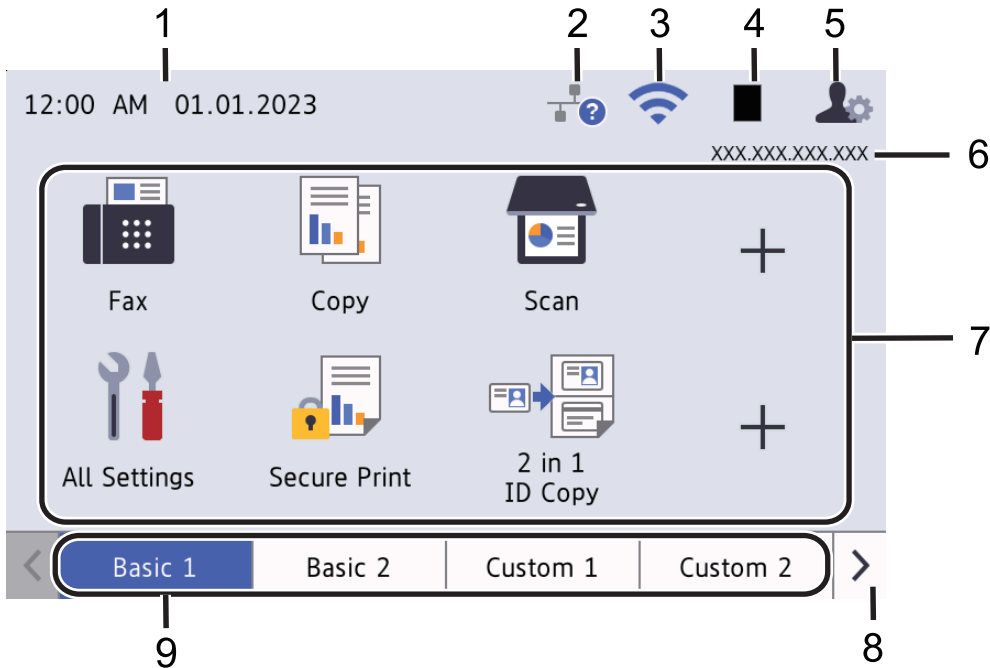 1
2
3
4
5
12:00 AM 01.01.2023
?
XXX.XXX.XXX.XXX
6
Fax
Copy
Scan
7
All Settings
Secure Print
2 in 1
ID Copy
Basic 1
Basic 2
Custom 1
Custom 2
8
9